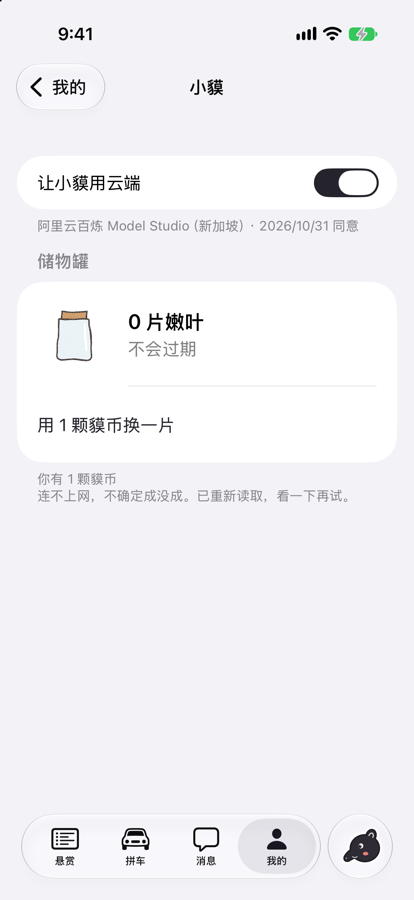 9:41
我的
小貘
让小貘用云端
阿里云百炼 Model Studio (新加坡) · 2026/10/31 同意
储物罐
0 片嫩叶
不会过期
用 1 颗貘币换一片
你有 1 颗貘币
连不上网，不确定成没成。已重新读取，看一下再试。
悬赏
拼车
消息
我的